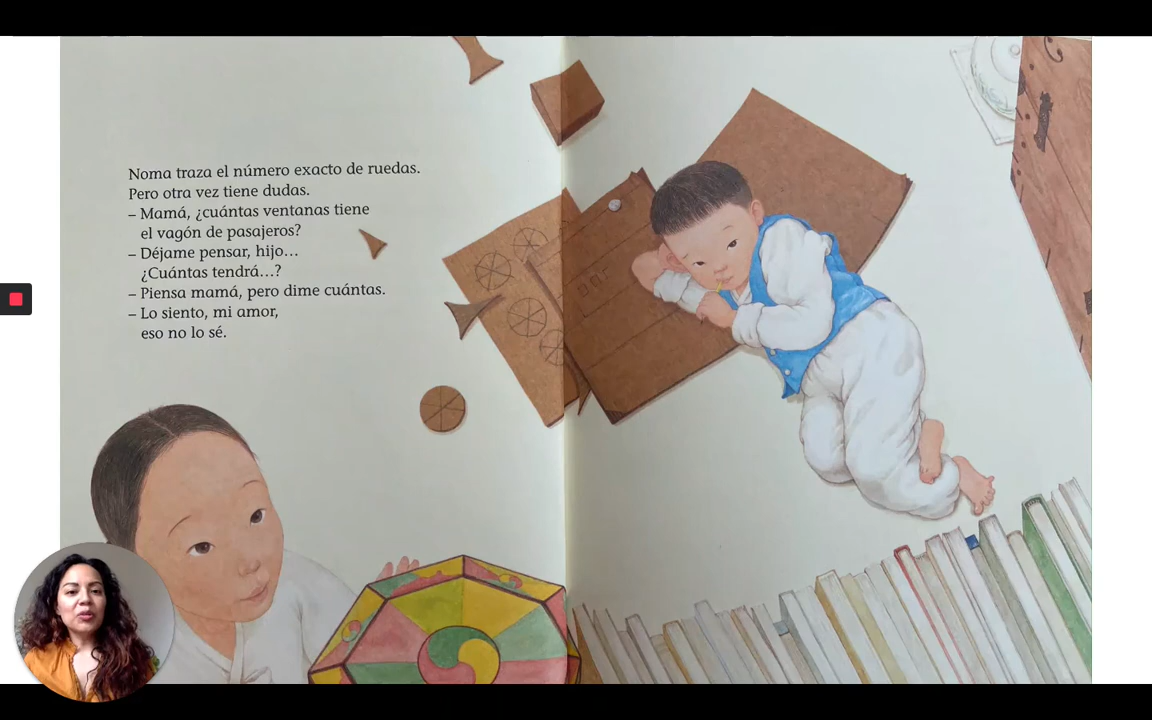 Noma traza el número exacto de ruedas.
Pero otra vez tiene dudas.
– Mamá, ¿cuántas ventanas tiene
el vagón de pasajeros?
– Déjame pensar, hijo…
¿Cuántas tendrá…?
– Piensa mamá, pero dime cuántas.
– Lo siento, mi amor,
eso no lo sé.